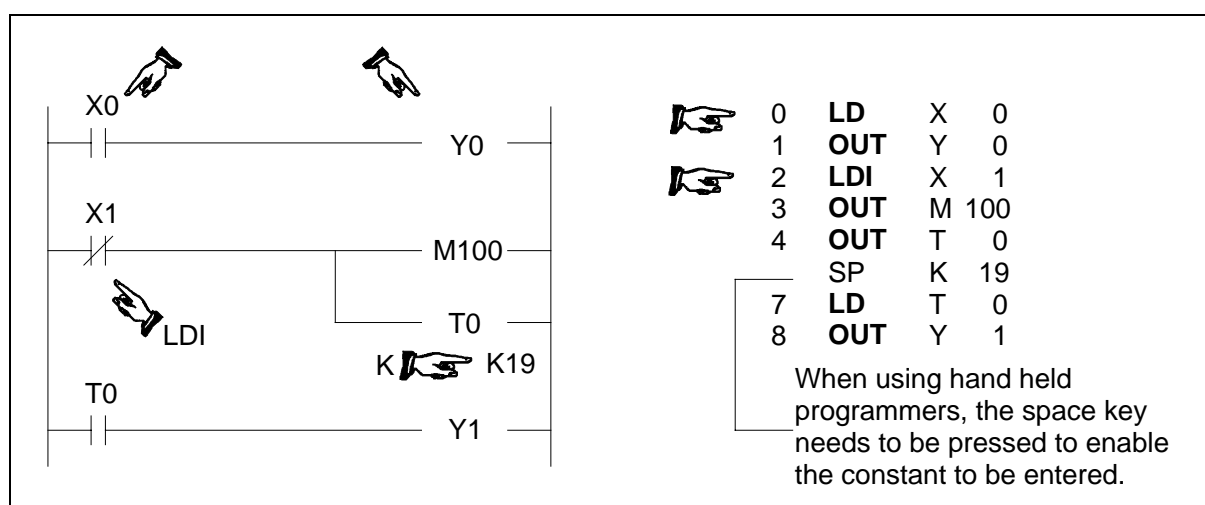 X0
Y0
X1
M100
LDI
T0
K K19
T0
Y1
0 LD X 0
1 OUT Y 0
2 LDI X 1
3 OUT M 100
4 OUT T 0
SP K 19
7 LD T 0
8 OUT Y 1
When using hand held
programmers, the space key
needs to be pressed to enable
the constant to be entered.